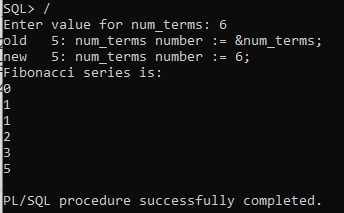 SQL> /
Enter value for num_terms: 6
old   5: num_terms number := &num_terms;
new   5: num_terms number := 6;
Fibonacci series is:
0
1
1
2
3
5
PL/SQL procedure successfully completed.